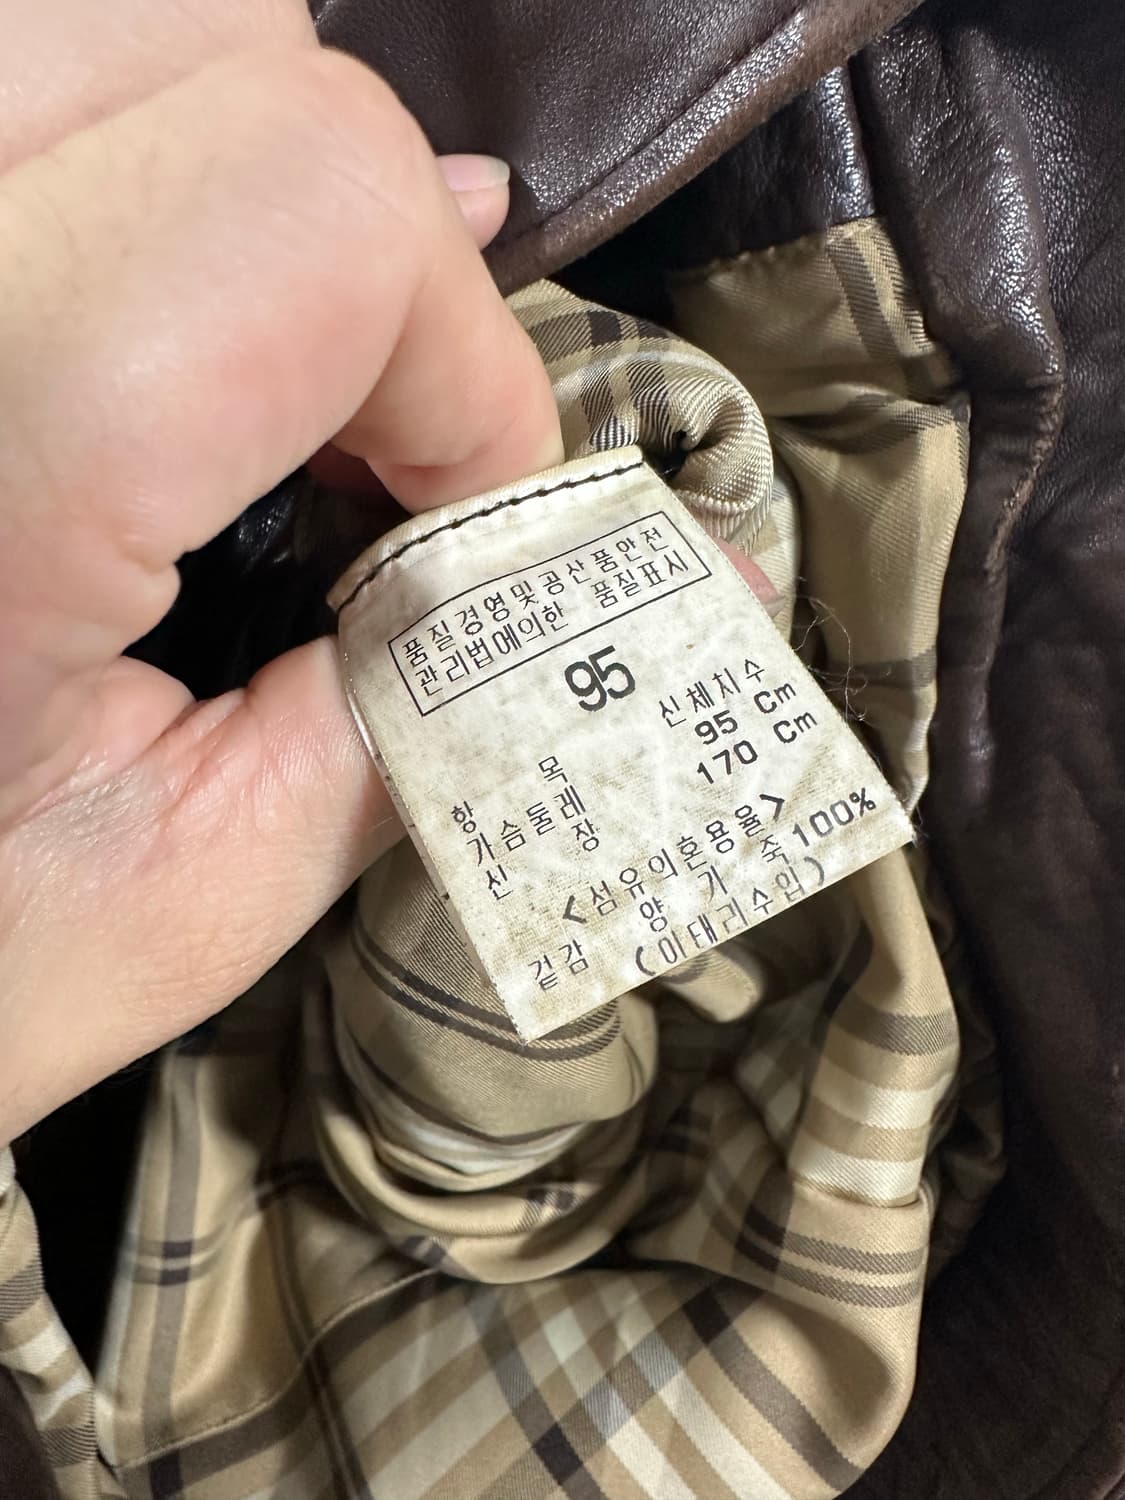 품질경영및공산품안전
관리법에의한 품질표시
95
항 목 신체치수
가슴둘레 95 Cm
신 장 170 Cm
<섬유의혼용율>
겉감 양 가 죽 100%
(이태리수입)